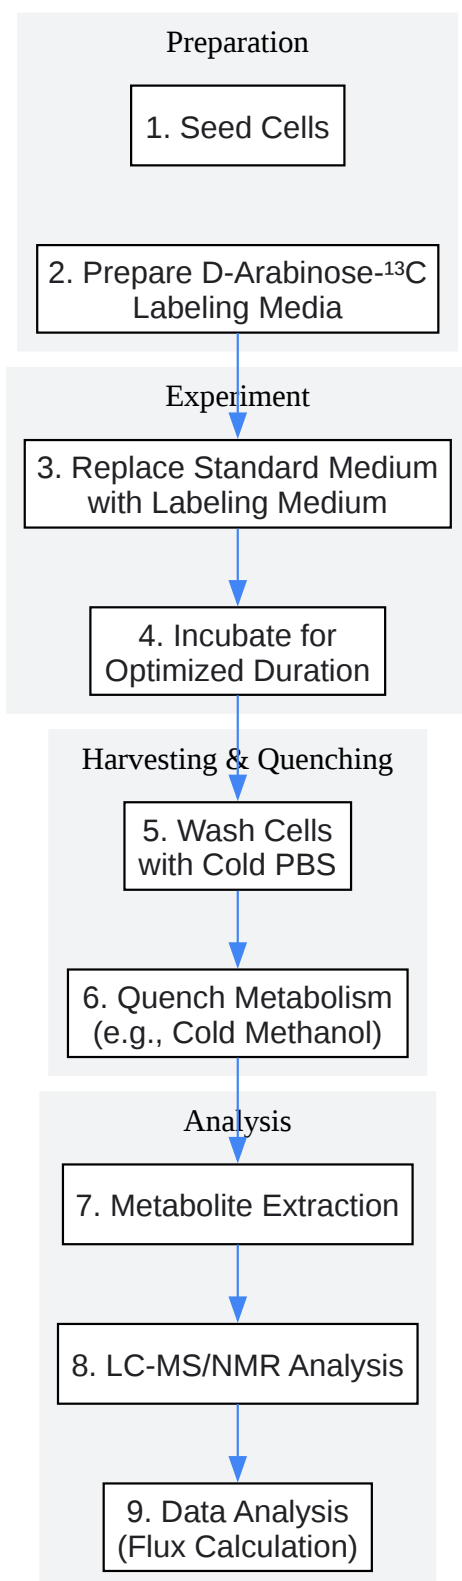 Preparation
1. Seed Cells
2. Prepare D-Arabinose-¹³C
Labeling Media
Experiment
3. Replace Standard Medium
with Labeling Medium
4. Incubate for
Optimized Duration
Harvesting & Quenching
5. Wash Cells
with Cold PBS
6. Quench Metabolism
(e.g., Cold Methanol)
Analysis
7. Metabolite Extraction
8. LC-MS/NMR Analysis
9. Data Analysis
(Flux Calculation)